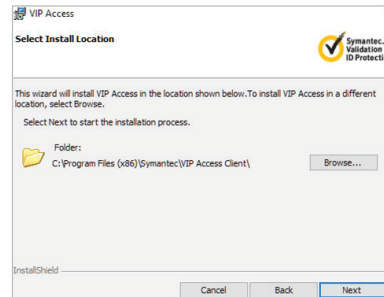 VIP Access
Select Install Location
Symantec.
Validation
ID Protecti
This wizard will install VIP Access in the location shown below.To install VIP Access in a different
location, select Browse.
Select Next to start the installation process.
Folder:
C:\Program Files (x86)\Symantec\VIP Access Client\
Browse...
InstallShield
Cancel
Back
Next